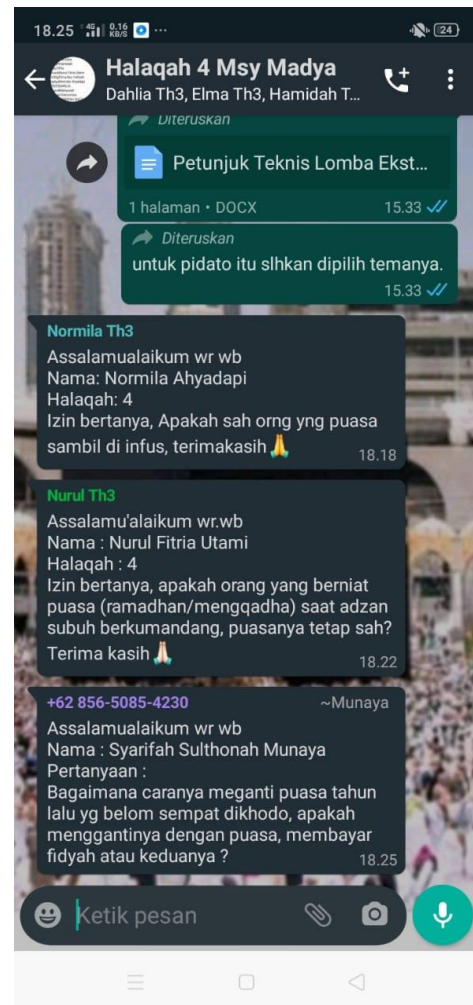 18.25 4G 0.16 KB/S ... 24
Halaqah 4 Msy Madya
Dahlia Th3, Elma Th3, Hamidah T...
Diteruskan
Petunjuk Teknis Lomba Ekst...
1 halaman • DOCX 15.33
Diteruskan
untuk pidato itu slhkan dipilih temanya.
15.33
Normila Th3
Assalamualaikum wr wb
Nama: Normila Ahyadapi
Halaqah: 4
Izin bertanya, Apakah sah orng yng puasa
sambil di infus, terimakasih🙏
18.18
Nurul Th3
Assalamu'alaikum wr.wb
Nama : Nurul Fitria Utami
Halaqah : 4
Izin bertanya, apakah orang yang berniat
puasa (ramadhan/mengqadha) saat adzan
subuh berkumandang, puasanya tetap sah?
Terima kasih 🙏🏻
18.22
+62 856-5085-4230 ~Munaya
Assalamualaikum wr wb
Nama : Syarifah Sulthonah Munaya
Pertanyaan :
Bagaimana caranya meganti puasa tahun
lalu yg belom sempat dikhodo, apakah
menggantinya dengan puasa, membayar
fidyah atau keduanya ?
18.25
Ketik pesan